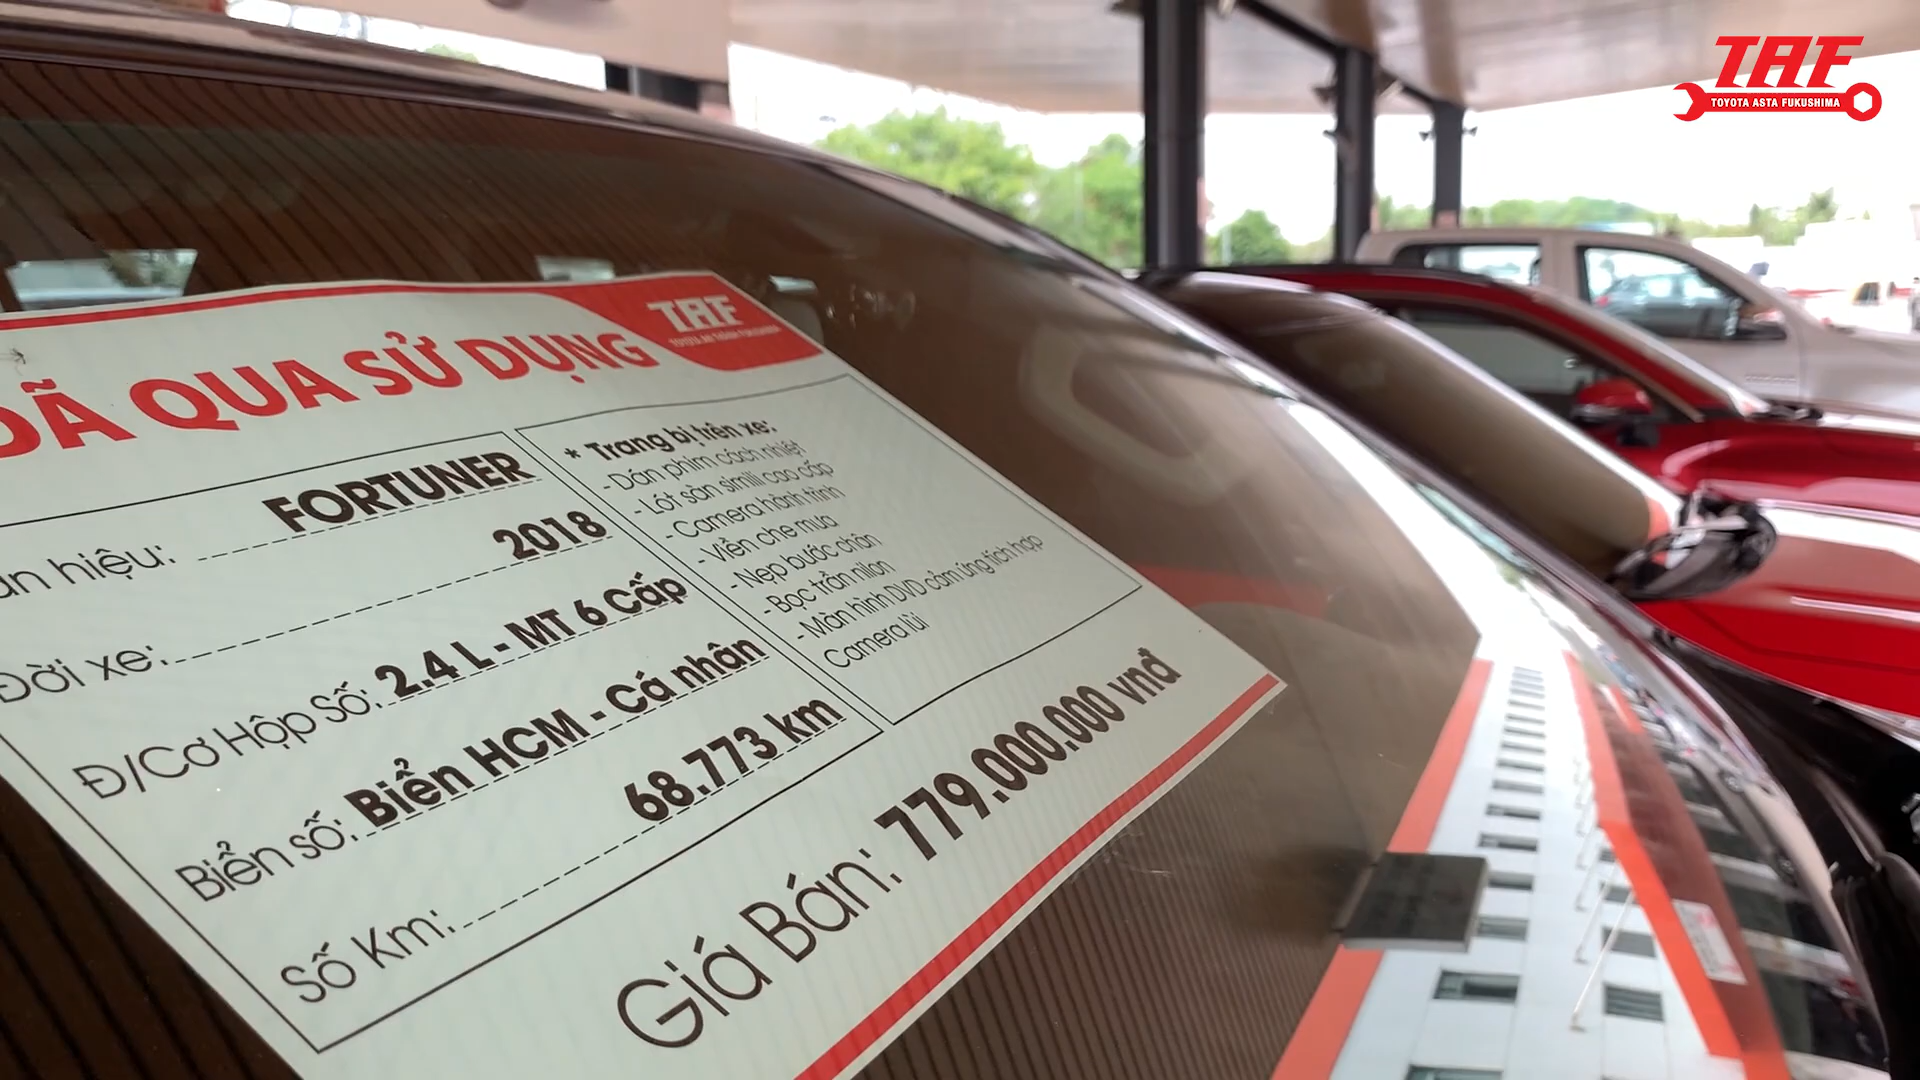 TAF
TOYOTA ASTA FUKUSHIMA
ĐÃ QUA SỬ DỤNG
TAF
FORTUNER
hiệu:
Đời xe: 2018
Đ/Cơ Hộp Số: 2.4 L - MT 6 cấp
Biển số: Biển HCM - Cá nhân
Số Km: 68.773 km
* Trang bị trên xe:
- Dán phim cách nhiệt
- Lót sàn simili cao cấp
- Camera hành trình
- Viền che mưa
- Nẹp bước chân
- Bọc trần nilon
- Màn hình DVD cảm ứng tích hợp
Camera lùi
Giá Bán: 779.000.000 vnđ